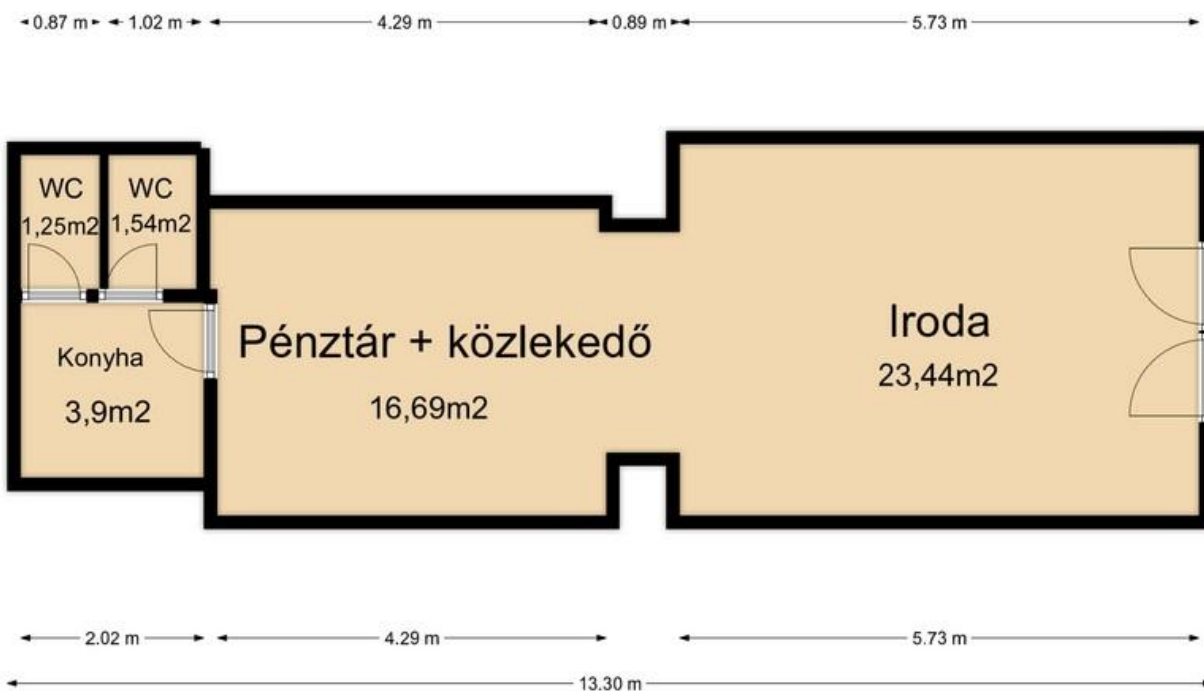 0.87 m 1.02 m 4.29 m 0.89 m 5.73 m
WC
1,25m2
WC
1,54m2
Konyha
3,9m2
Pénztár + közlekedő
16,69m2
Iroda
23,44m2
2.02 m 4.29 m 5.73 m
13.30 m